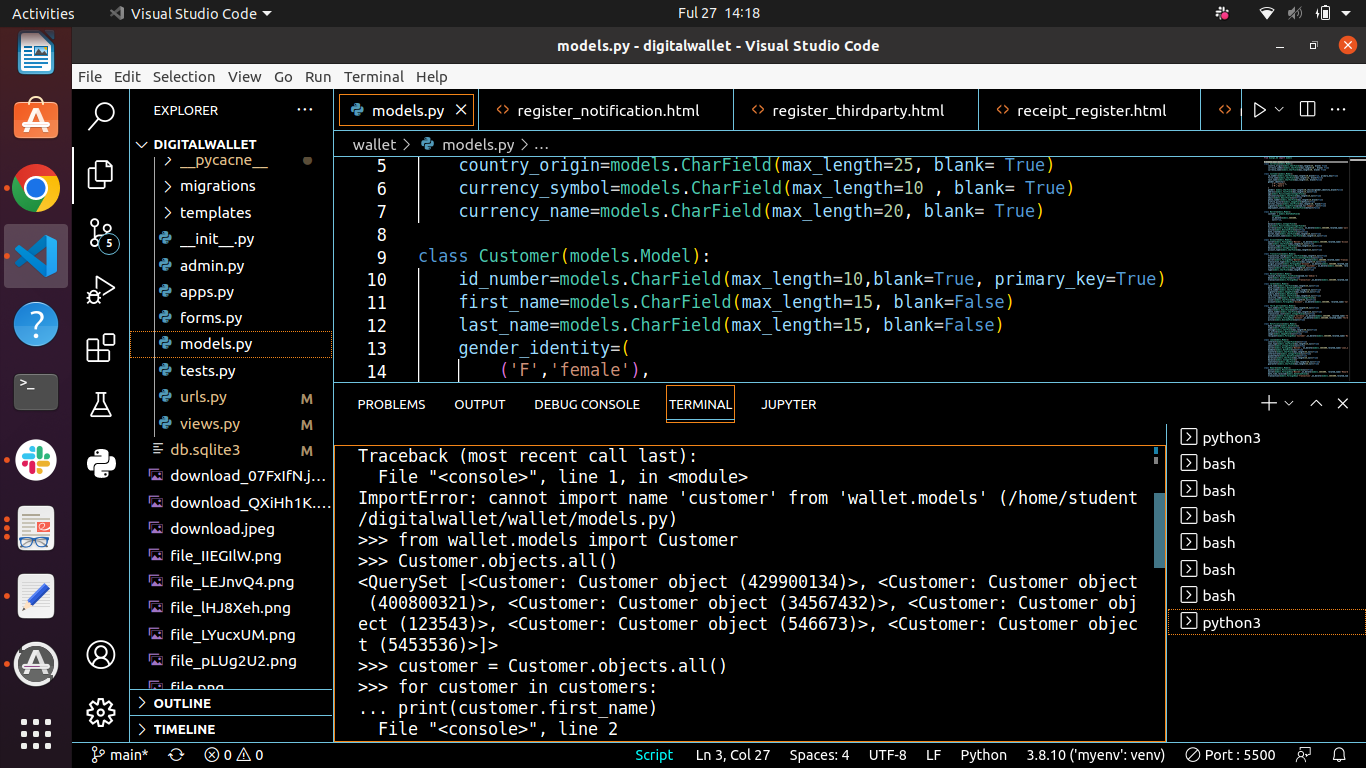 Activities
Visual Studio Code
Ful 27 14:18
models.py - digitalwallet - Visual Studio Code
File Edit Selection View Go Run Terminal Help
EXPLORER
DIGITALWALLET
__pycacne__
migrations
templates
__init__.py
admin.py
apps.py
forms.py
models.py
tests.py
urls.py M
views.py M
db.sqlite3 M
download_07FxIfN.j...
download_QXiHh1K....
download.jpeg
file_IIEGIlW.png
file_LEJnvQ4.png
file_lHJ8Xeh.png
file_LYucxUM.png
file_pLUg2U2.png
file.png
OUTLINE
TIMELINE
5
models.py
register_notification.html
register_thirdparty.html
receipt_register.html
wallet > models.py > ...
5 country_origin=models.CharField(max_length=25, blank= True)
6 currency_symbol=models.CharField(max_length=10 , blank= True)
7 currency_name=models.CharField(max_length=20, blank= True)
8
9 class Customer(models.Model):
10 id_number=models.CharField(max_length=10,blank=True, primary_key=True)
11 first_name=models.CharField(max_length=15, blank=False)
12 last_name=models.CharField(max_length=15, blank=False)
13 gender_identity=(
14 ('F','female'),
PROBLEMS OUTPUT DEBUG CONSOLE TERMINAL JUPYTER
Traceback (most recent call last):
File "<console>", line 1, in <module>
ImportError: cannot import name 'customer' from 'wallet.models' (/home/student
/digitalwallet/wallet/models.py)
>>> from wallet.models import Customer
>>> Customer.objects.all()
<QuerySet [<Customer: Customer object (429900134)>, <Customer: Customer object
(400800321)>, <Customer: Customer object (34567432)>, <Customer: Customer obj
ect (123543)>, <Customer: Customer object (546673)>, <Customer: Customer objec
t (5453536)>]>
>>> customer = Customer.objects.all()
>>> for customer in customers:
... print(customer.first_name)
File "<console>", line 2
python3
bash
bash
bash
bash
bash
bash
python3
main*
0 0
Script
Ln 3, Col 27
Spaces: 4
UTF-8
LF
Python
3.8.10 ('myenv': venv)
Port : 5500